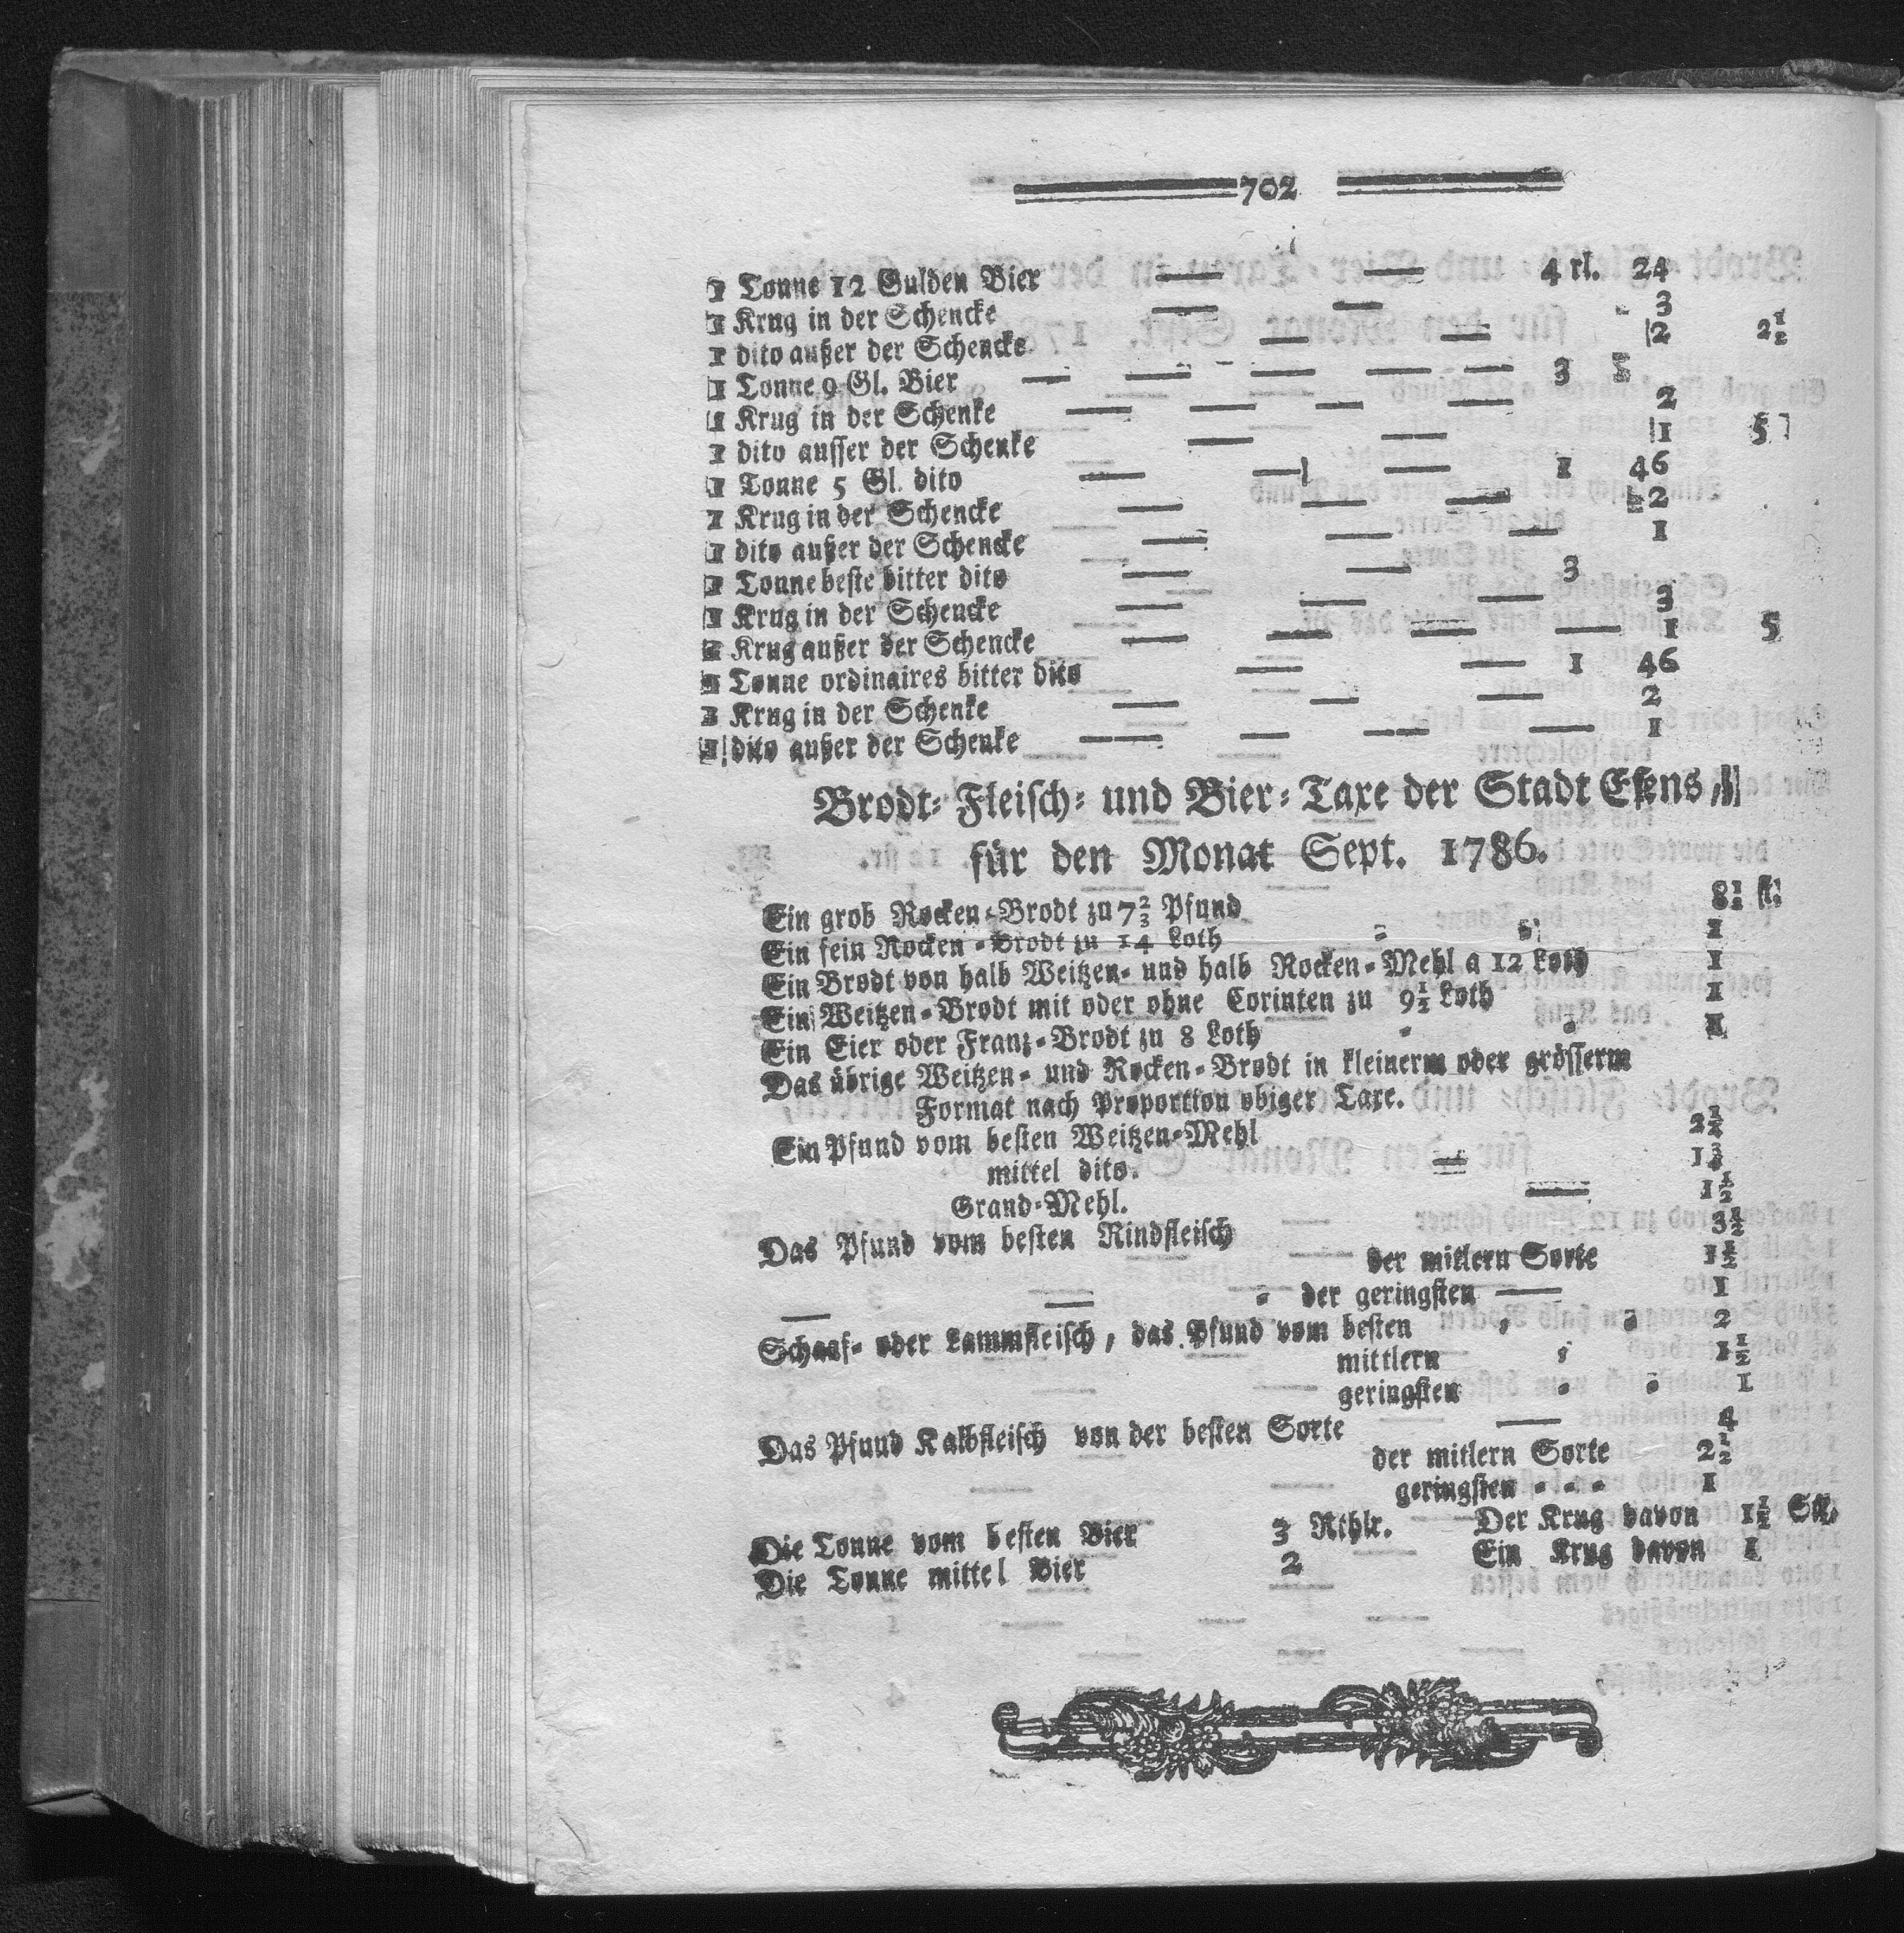 702
1 Tonne 12 Gulden Bier — — 4 rl. 24
1 Krug in der Schencke — — 3
1 dito außer der Schencke — — 2 2½
1 Tonne 9 Gl. Bier — — — — — 3
1 Krug in der Schenke — — — — 2
1 dito ausser der Schenke — — 1 5
1 Tonne 5 Gl. dito — — — 1 46
1 Krug in der Schencke — — — 2
1 dito außer der Schencke — — — 1
1 Tonne beste bitter dito — — 3
1 Krug in der Schencke — — — 3
1 Krug außer der Schencke — — — — 1 5
1 Tonne ordinaires bitter dito — — 1 46
1 Krug in der Schenke — — — 2
1 dito außer der Schenke — — — — 1
Brodt- Fleisch- und Bier-Taxe der Stadt Esens,
für den Monat Sept. 1786.
Ein grob Rocken-Brodt zu 7⅔ Pfund 8½ st.
Ein fein Rocken-Brodt zu 14 Loth 1
Ein Brodt von halb Weitzen- und halb Rocken-Mehl a 12 Loth 1
Ein Weitzen-Brodt mit oder ohne Corinten zu 9½ Loth 1
Ein Eier oder Franz-Brodt zu 8 Loth 1
Das übrige Weitzen- und Rocken-Brodt in kleinerm oder grösserm
Format nach Proportion obiger Taxe.
Ein Pfund vom besten Weitzen-Mehl 2½
mittel dito. — 1¾
Grand-Mehl. — 1½
Das Pfund vom besten Rindfleisch 3½
der mitlern Sorte 1½
— — - der geringsten — 1
Schaaf- oder Lammfleisch, das Pfund vom besten 2
mittlern 1½
geringsten 1
Das Pfund Kalbfleisch von der besten Sorte — 4
der mitlern Sorte 2½
geringsten - - - 1
Die Tonne vom besten Bier 3 Rthlr. Der Krug davon 1½ St.
Die Tonne mittel Bier 2 Ein Krug davon 1